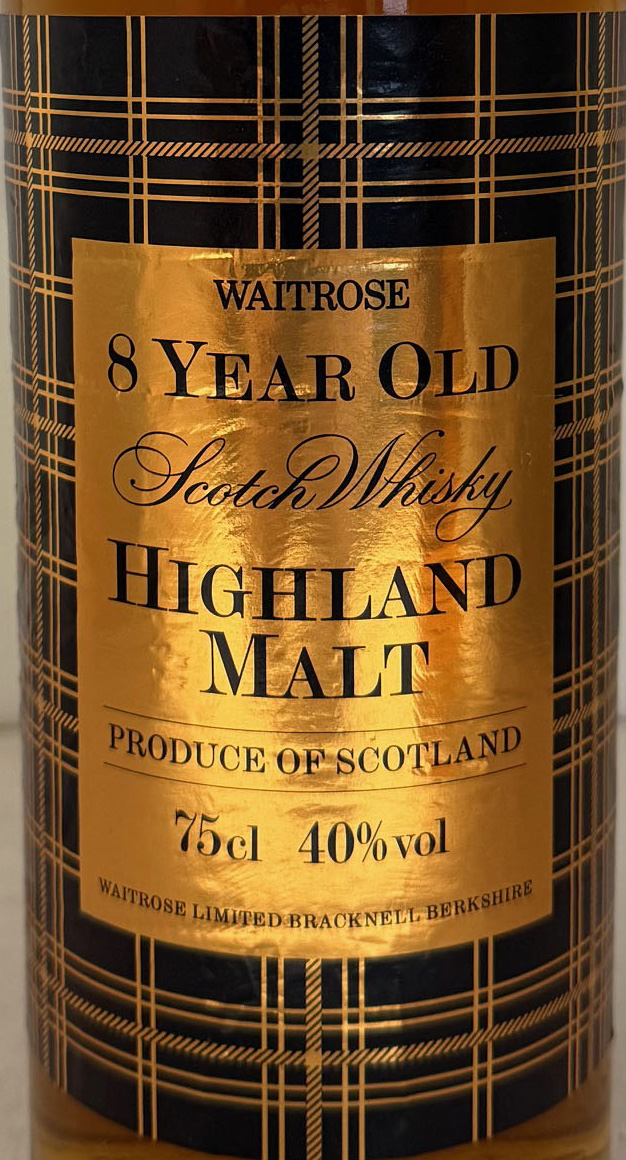 WAITROSE
8 YEAR OLD
Scotch Whisky
HIGHLAND
MALT
PRODUCE OF SCOTLAND
75cl 40% vol
WAITROSE LIMITED BRACKNELL BERKSHIRE